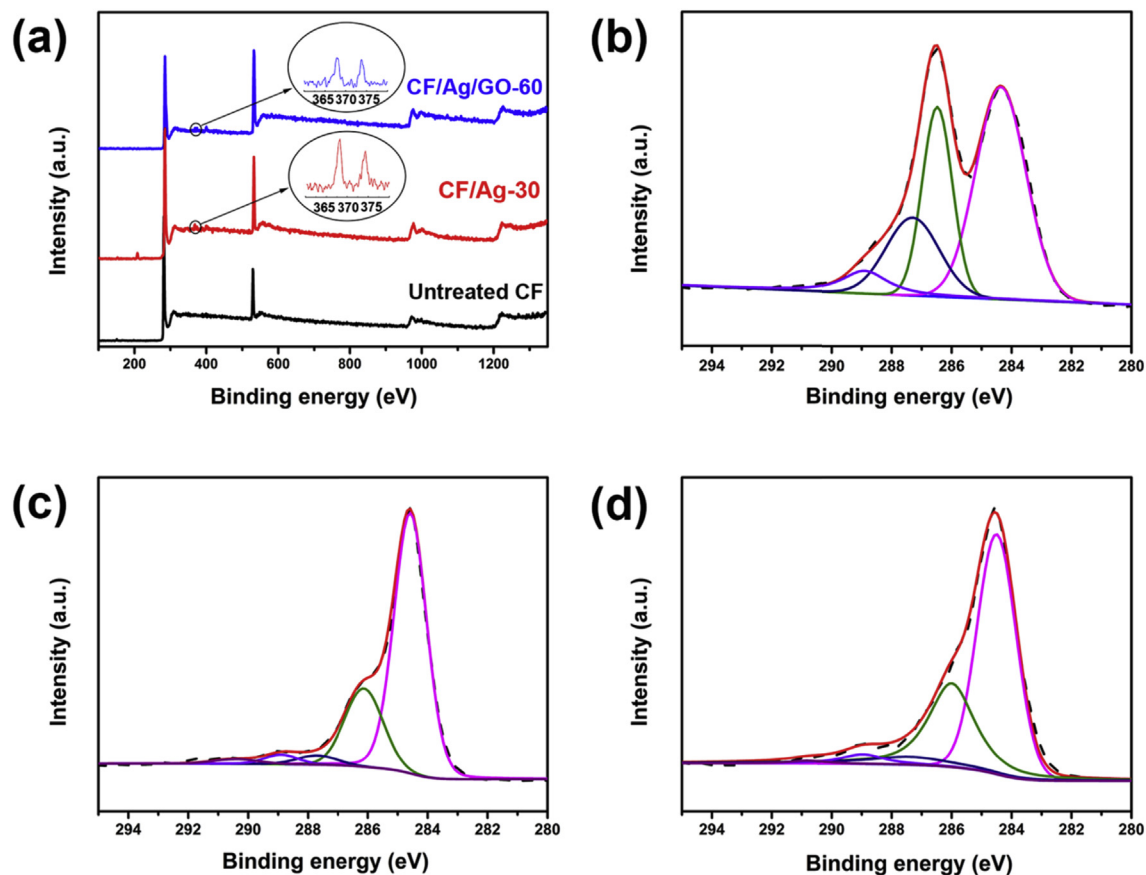 (a)
Intensity (a.u.)
365 370 375
CF/Ag/GO-60
365 370 375
CF/Ag-30
Untreated CF
200 400 600 800 1000 1200
Binding energy (eV)
(b)
Intensity (a.u.)
294 292 290 288 286 284 282 280
Binding energy (eV)
(c)
Intensity (a.u.)
294 292 290 288 286 284 282 280
Binding energy (eV)
(d)
Intensity (a.u.)
294 292 290 288 286 284 282 280
Binding energy (eV)